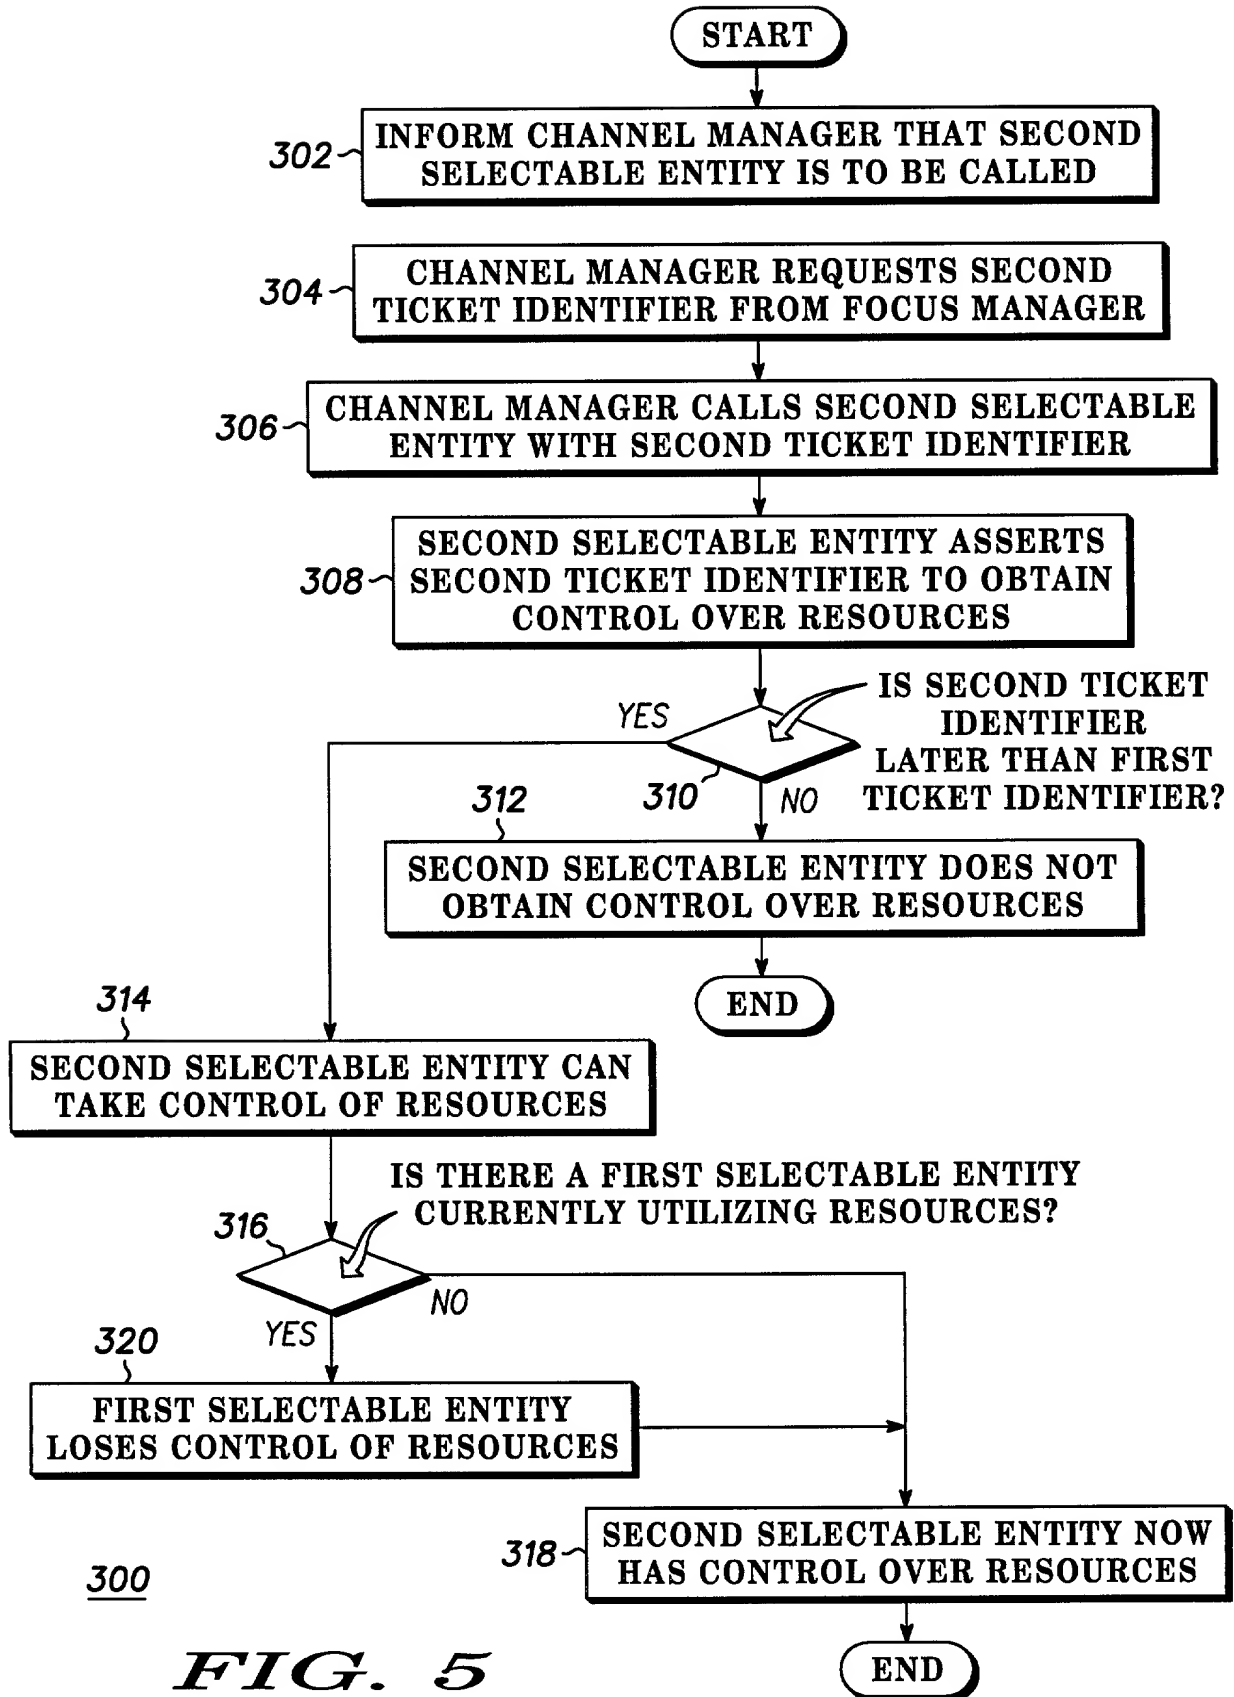 START
302
INFORM CHANNEL MANAGER THAT SECOND
SELECTABLE ENTITY IS TO BE CALLED
304
CHANNEL MANAGER REQUESTS SECOND
TICKET IDENTIFIER FROM FOCUS MANAGER
306
CHANNEL MANAGER CALLS SECOND SELECTABLE
ENTITY WITH SECOND TICKET IDENTIFIER
308
SECOND SELECTABLE ENTITY ASSERTS
SECOND TICKET IDENTIFIER TO OBTAIN
CONTROL OVER RESOURCES
310
IS SECOND TICKET
IDENTIFIER
LATER THAN FIRST
TICKET IDENTIFIER?
YES
NO
312
SECOND SELECTABLE ENTITY DOES NOT
OBTAIN CONTROL OVER RESOURCES
END
314
SECOND SELECTABLE ENTITY CAN
TAKE CONTROL OF RESOURCES
316
IS THERE A FIRST SELECTABLE ENTITY
CURRENTLY UTILIZING RESOURCES?
NO
YES
320
FIRST SELECTABLE ENTITY
LOSES CONTROL OF RESOURCES
318
SECOND SELECTABLE ENTITY NOW
HAS CONTROL OVER RESOURCES
END
300
FIG. 5